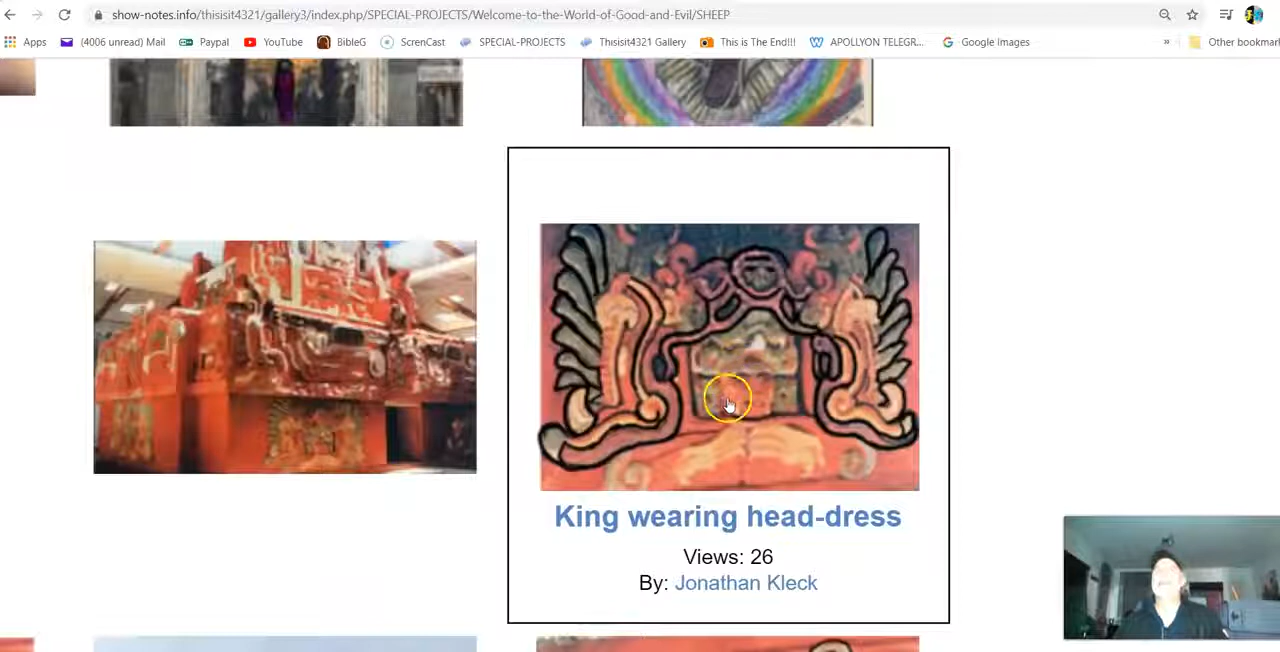 show-notes.info/thisisit4321/gallery3/index.php/SPECIAL-PROJECTS/Welcome-to-the-World-of-Good-and-Evil/SHEEP
Apps (4006 unread) Mail Paypal YouTube BibleG ScrenCast SPECIAL-PROJECTS Thisisit4321 Gallery This is The End!!! APOLLYON TELEGR... Google Images » Other bookmar
King wearing head-dress
Views: 26
By: Jonathan Kleck